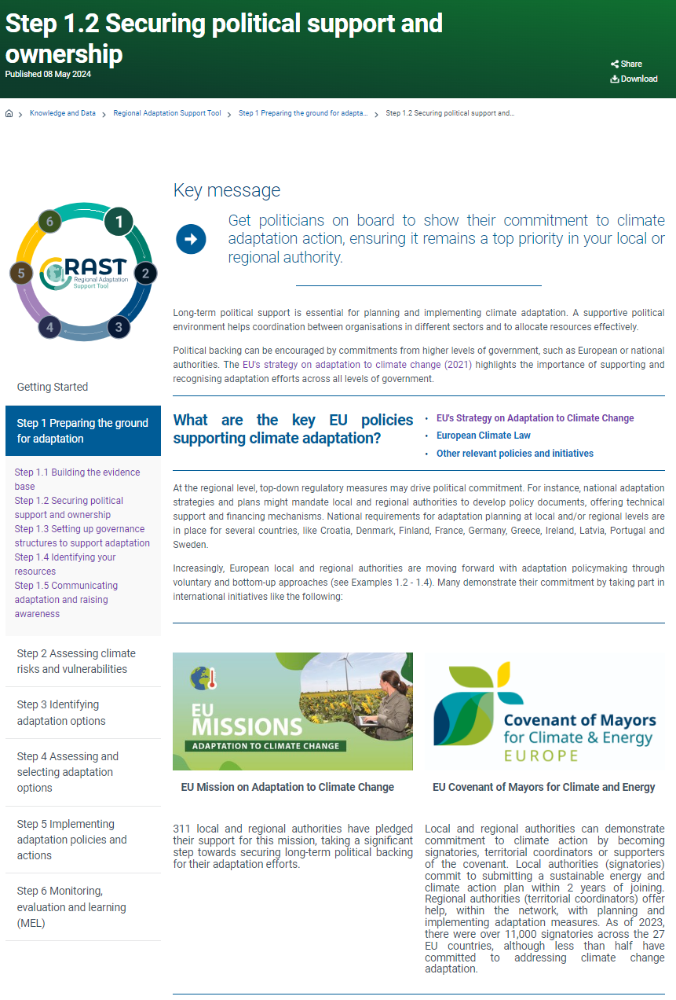 Step 1.2 Securing political support and
ownership
Published 08 May 2024
Share
Download
Knowledge and Data
Regional Adaptation Support Tool
Step 1 Preparing the ground for adapta...
Step 1.2 Securing political support and...
1
2
3
4
5
6
RAST
Regional Adaptation
Support Tool
Getting Started
Step 1 Preparing the ground
for adaptation
Step 1.1 Building the evidence
base
Step 1.2 Securing political
support and ownership
Step 1.3 Setting up governance
structures to support adaptation
Step 1.4 Identifying your
resources
Step 1.5 Communicating
adaptation and raising
awareness
Step 2 Assessing climate
risks and vulnerabilities
Step 3 Identifying
adaptation options
Step 4 Assessing and
selecting adaptation
options
Step 5 Implementing
adaptation policies and
actions
Step 6 Monitoring,
evaluation and learning
(MEL)
Key message
Get politicians on board to show their commitment to climate
adaptation action, ensuring it remains a top priority in your local or
regional authority.
Long-term political support is essential for planning and implementing climate adaptation. A supportive political
environment helps coordination between organisations in different sectors and to allocate resources effectively.
Political backing can be encouraged by commitments from higher levels of government, such as European or national
authorities. The EU's strategy on adaptation to climate change (2021) highlights the importance of supporting and
recognising adaptation efforts across all levels of government.
What are the key EU policies
supporting climate adaptation?
• EU's Strategy on Adaptation to Climate Change
• European Climate Law
• Other relevant policies and initiatives
At the regional level, top-down regulatory measures may drive political commitment. For instance, national adaptation
strategies and plans might mandate local and regional authorities to develop policy documents, offering technical
support and financing mechanisms. National requirements for adaptation planning at local and/or regional levels are
in place for several countries, like Croatia, Denmark, Finland, France, Germany, Greece, Ireland, Latvia, Portugal and
Sweden.
Increasingly, European local and regional authorities are moving forward with adaptation policymaking through
voluntary and bottom-up approaches (see Examples 1.2 - 1.4). Many demonstrate their commitment by taking part in
international initiatives like the following:
EU
MISSIONS
ADAPTATION TO CLIMATE CHANGE
EU Mission on Adaptation to Climate Change
311 local and regional authorities have pledged
their support for this mission, taking a significant
step towards securing long-term political backing
for their adaptation efforts.
Covenant of Mayors
for Climate & Energy
EUROPE
EU Covenant of Mayors for Climate and Energy
Local and regional authorities can demonstrate
commitment to climate action by becoming
signatories, territorial coordinators or supporters
of the covenant. Local authorities (signatories)
commit to submitting a sustainable energy and
climate action plan within 2 years of joining.
Regional authorities (territorial coordinators) offer
help, within the network, with planning and
implementing adaptation measures. As of 2023,
there were over 11,000 signatories across the 27
EU countries, although less than half have
committed to addressing climate change
adaptation.